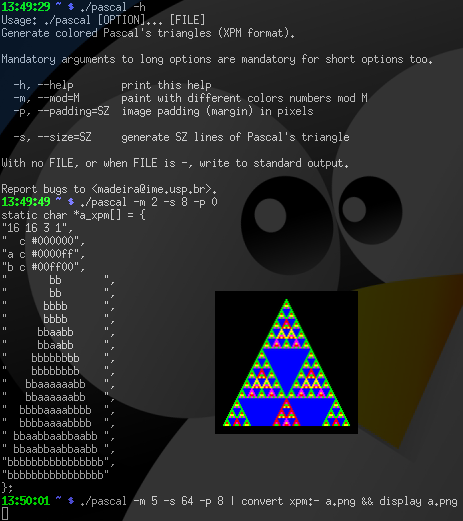 13:49:29 ~ $ ./pascal -h
Usage: ./pascal [OPTION]... [FILE]
Generate colored Pascal's triangles (XPM format).

Mandatory arguments to long options are mandatory for short options too.

  -h, --help         print this help
  -m, --mod=M        paint with different colors numbers mod M
  -p, --padding=SZ  image padding (margin) in pixels

  -s, --size=SZ      generate SZ lines of Pascal's triangle

With no FILE, or when FILE is -, write to standard output.

Report bugs to <madeira@ime.usp.br>.
13:49:49 ~ $ ./pascal -m 2 -s 8 -p 0
static char *a_xpm[] = {
"16 16 3 1",
"  c #000000",
"a c #0000ff",
"b c #00ff00",
"       bb       ",
"       bb       ",
"      bbbb      ",
"      bbbb      ",
"     bbaabb     ",
"     bbaabb     ",
"    bbbbbbbb    ",
"    bbbbbbbb    ",
"   bbaaaaaabb   ",
"   bbaaaaaabb   ",
"  bbbbaaaabbbb  ",
"  bbbbaaaabbbb  ",
" bbaabbaabbaabb ",
" bbaabbaabbaabb ",
"bbbbbbbbbbbbbbbb",
"bbbbbbbbbbbbbbbb",
};
13:50:01 ~ $ ./pascal -m 5 -s 64 -p 8 | convert xpm:- a.png && display a.png